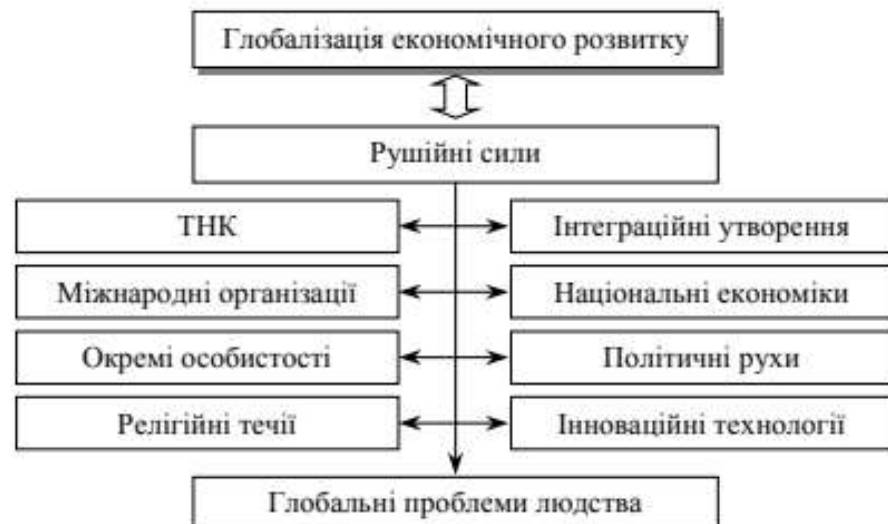 Глобалізація економічного розвитку
Рушійні сили
ТНК
Інтеграційні утворення
Міжнародні організації
Національні економіки
Окремі особистості
Політичні рухи
Релігійні течії
Інноваційні технології
Глобальні проблеми людства